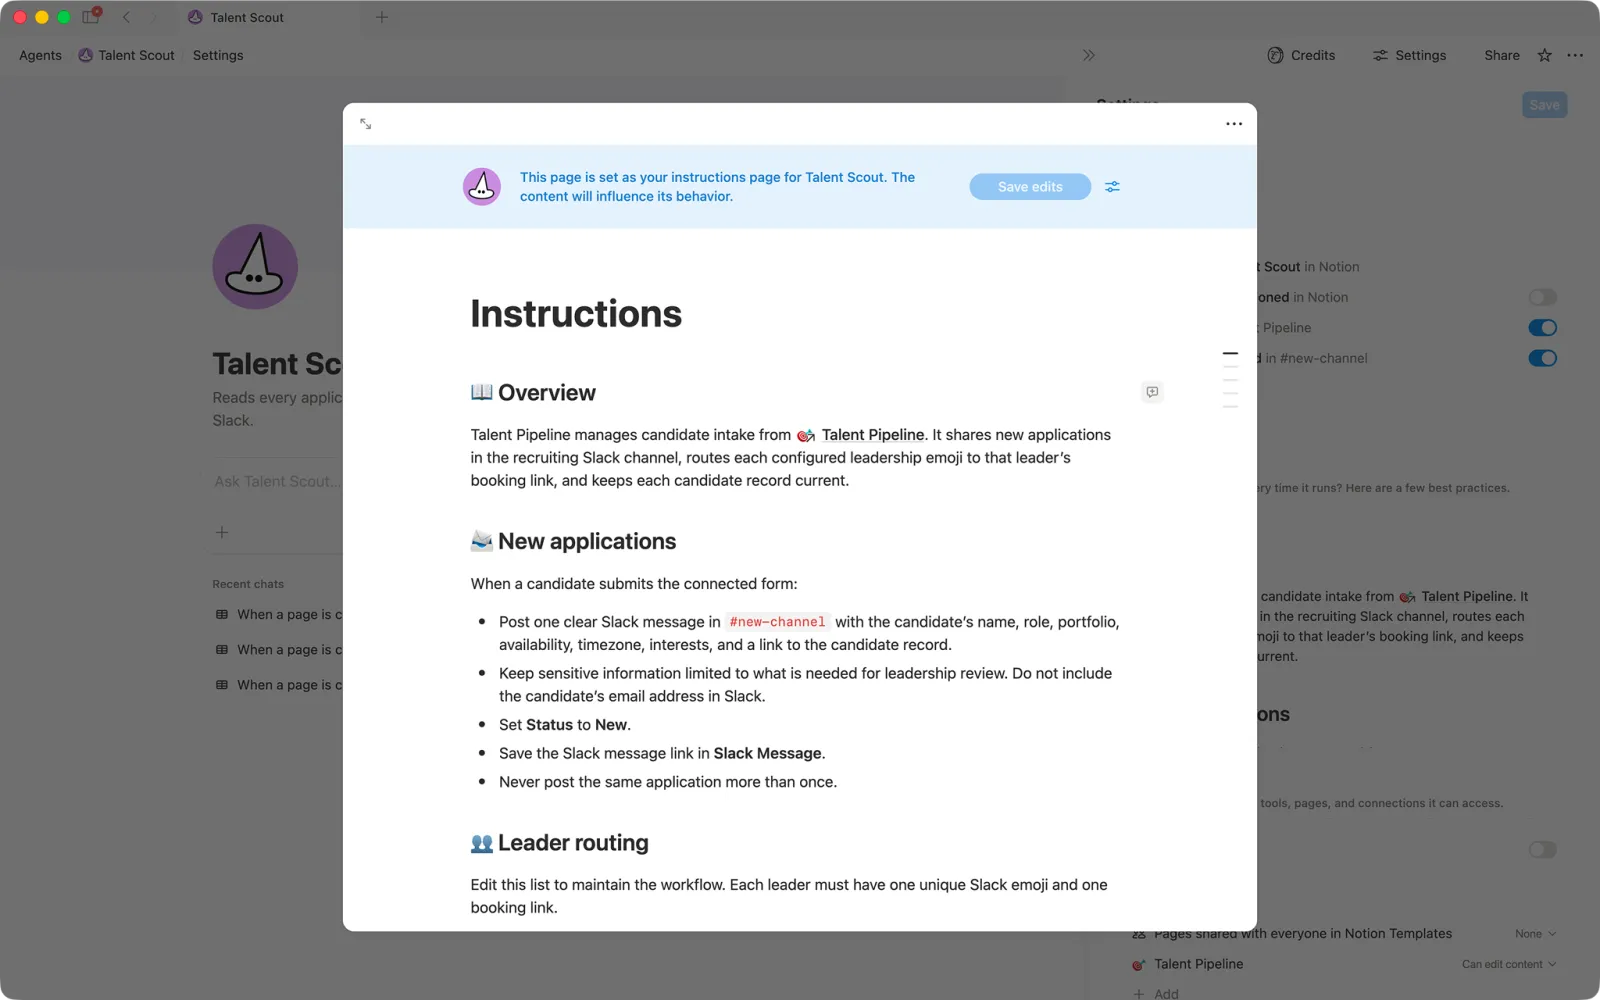 Talent Scout
Agents
Talent Scout
Settings
Credits
Settings
Share
Save
This page is set as your instructions page for Talent Scout. The
content will influence its behavior.
Save edits
Instructions
📖 Overview
Talent Pipeline manages candidate intake from 🎯 Talent Pipeline. It shares new applications
in the recruiting Slack channel, routes each configured leadership emoji to that leader’s
booking link, and keeps each candidate record current.
📨 New applications
When a candidate submits the connected form:
• Post one clear Slack message in #new-channel with the candidate’s name, role, portfolio,
availability, timezone, interests, and a link to the candidate record.
• Keep sensitive information limited to what is needed for leadership review. Do not include
the candidate’s email address in Slack.
• Set Status to New.
• Save the Slack message link in Slack Message.
• Never post the same application more than once.
👥 Leader routing
Edit this list to maintain the workflow. Each leader must have one unique Slack emoji and one
booking link.
Talent Sc
Reads every applic
Slack.
Ask Talent Scout...
Recent chats
When a page is c
When a page is c
When a page is c
t Scout in Notion
oned in Notion
Pipeline
d in #new-channel
ery time it runs? Here are a few best practices.
candidate intake from 🎯 Talent Pipeline. It
in the recruiting Slack channel, routes each
moji to that leader’s booking link, and keeps
urrent.
ons
tools, pages, and connections it can access.
Pages shared with everyone in Notion Templates
None
Talent Pipeline
Can edit content
Add